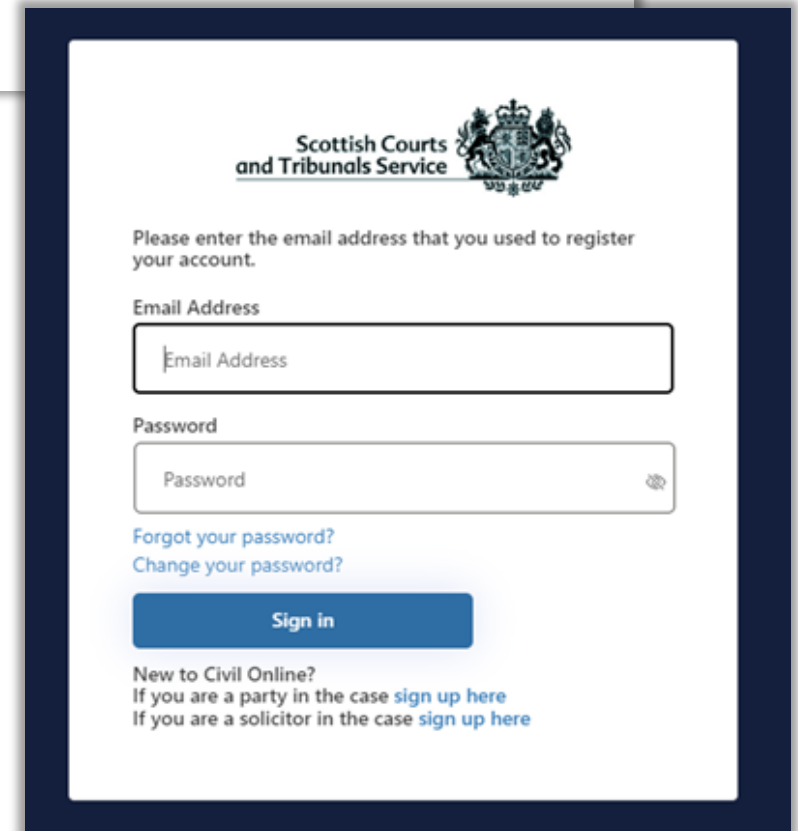 Scottish Courts
and Tribunals Service
Please enter the email address that you used to register
your account.
Email Address
Email Address
Password
Password
Forgot your password?
Change your password?
Sign in
New to Civil Online?
If you are a party in the case sign up here
If you are a solicitor in the case sign up here